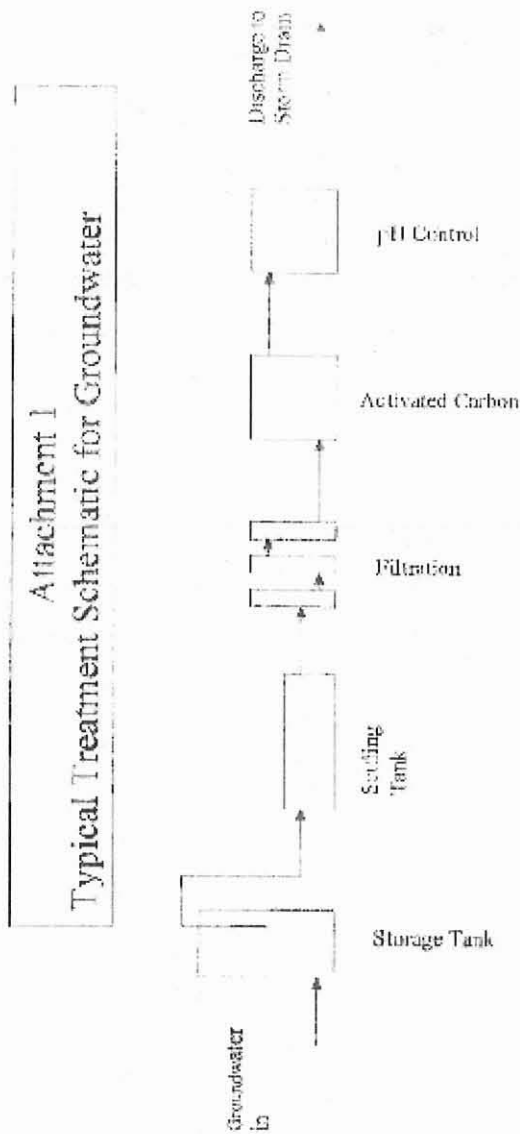 Attachment 1
Typical Treatment Schematic for Groundwater
Groundwater
in
Storage Tank
Settling
Tank
Filtration
Activated Carbon
pH Control
Discharge to
Storm Drain